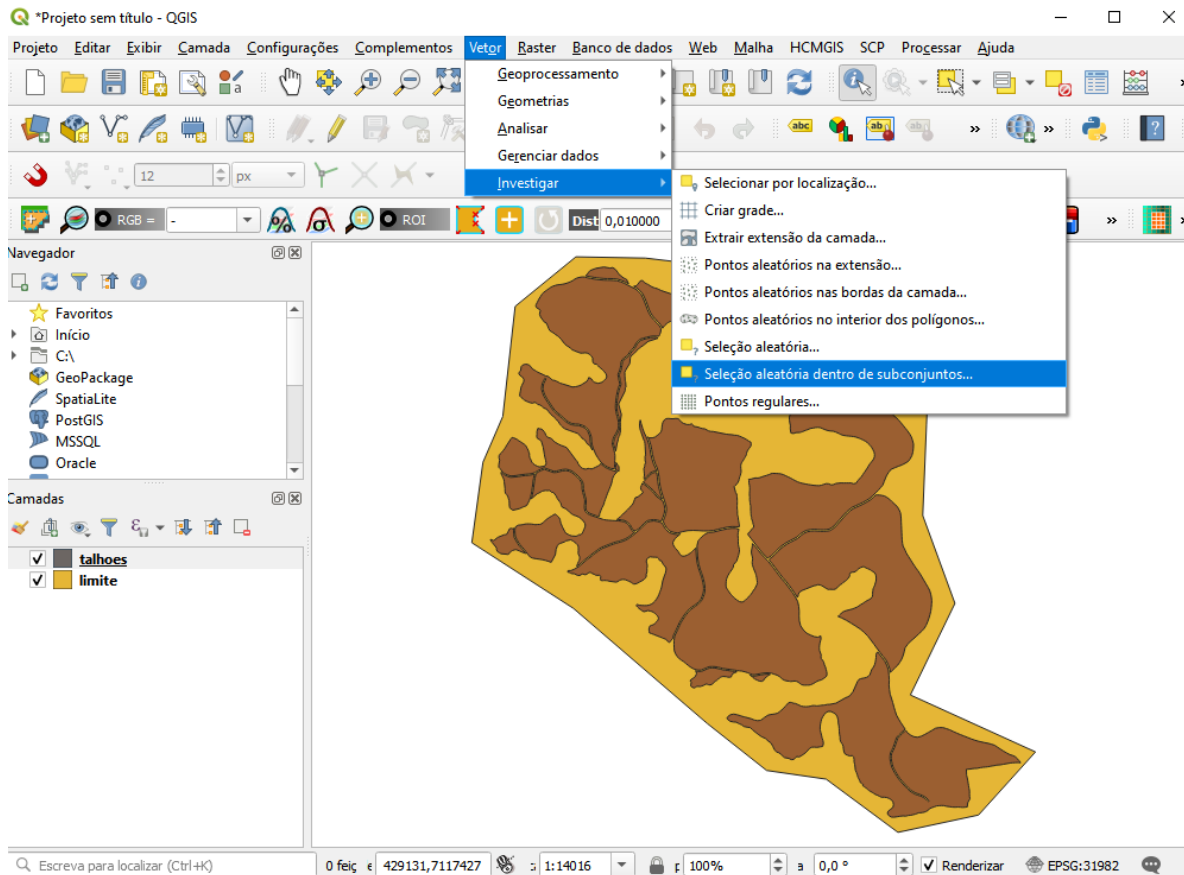 *Projeto sem título - QGIS
Projeto Editar Exibir Camada Configurações Complementos Vetor Raster Banco de dados Web Malha HCMGIS SCP Processar Ajuda
Geoprocessamento
Geometrias
Analisar
Gerenciar dados
Investigar
abc
ab
12 px
Selecionar por localização...
Criar grade...
Extrair extensão da camada...
Pontos aleatórios na extensão...
Pontos aleatórios nas bordas da camada...
Pontos aleatórios no interior dos polígonos...
Seleção aleatória...
Seleção aleatória dentro de subconjuntos...
Pontos regulares...
RGB = - ROI Dist 0,010000
Navegador
Favoritos
Início
C:\
GeoPackage
SpatiaLite
PostGIS
MSSQL
Oracle
Camadas
talhoes
limite
Escreva para localizar (Ctrl+K) 0 feiç e 429131,7117427 1:14016 100% a 0,0 ° Renderizar EPSG:31982